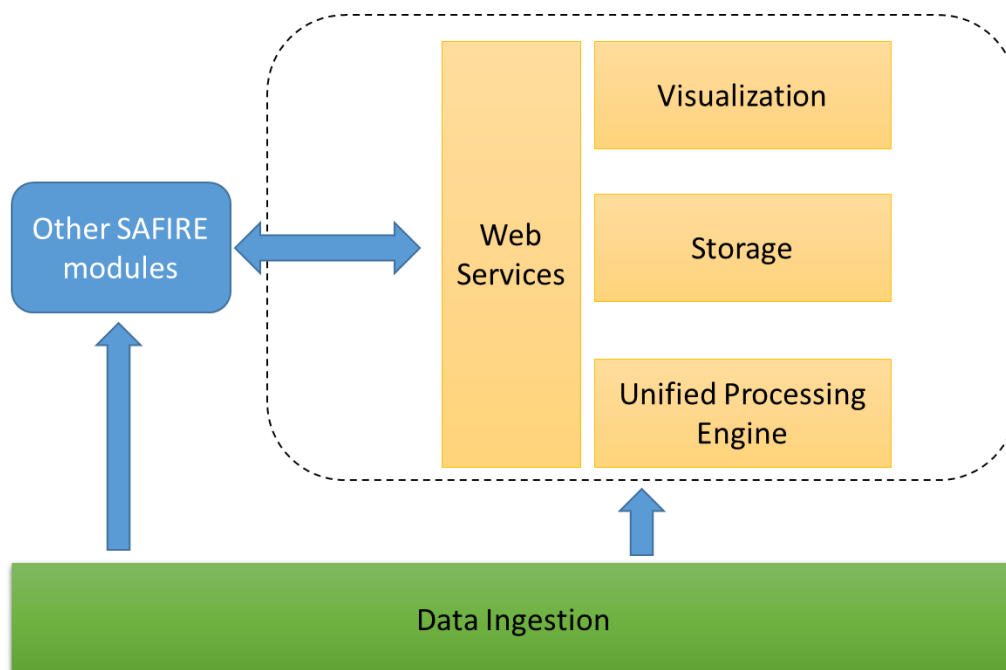 Visualization
Other SAFIRE
modules
Web
Services
Storage
Unified Processing
Engine
Data Ingestion